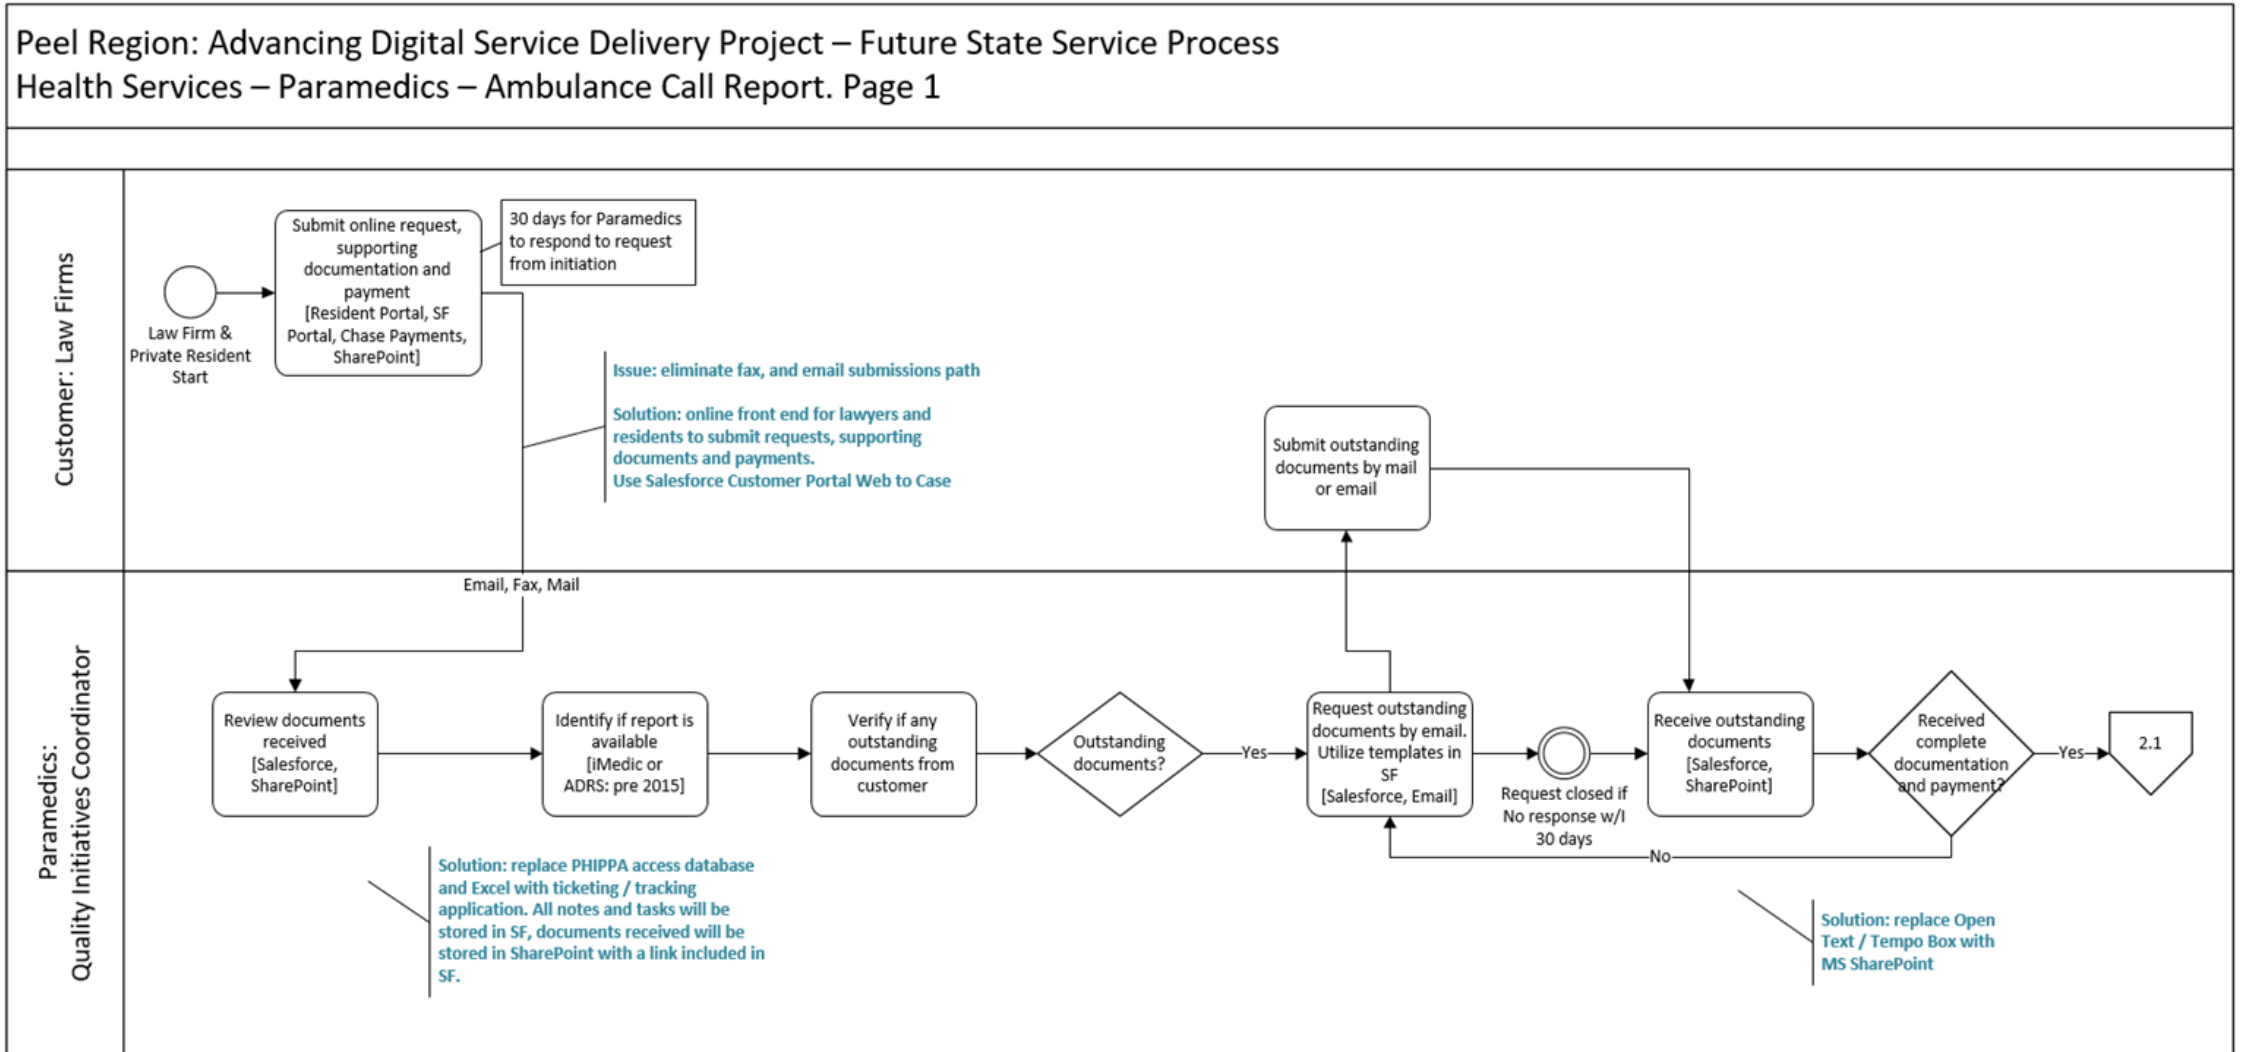 Peel Region: Advancing Digital Service Delivery Project – Future State Service Process
Health Services – Paramedics – Ambulance Call Report. Page 1
Customer: Law Firms
Law Firm &
Private Resident
Start
Submit online request,
supporting
documentation and
payment
[Resident Portal, SF
Portal, Chase Payments,
SharePoint]
30 days for Paramedics
to respond to request
from initiation
Issue: eliminate fax, and email submissions path
Solution: online front end for lawyers and
residents to submit requests, supporting
documents and payments.
Use Salesforce Customer Portal Web to Case
Submit outstanding
documents by mail
or email
Paramedics:
Quality Initiatives Coordinator
Email, Fax, Mail
Review documents
received
[Salesforce,
SharePoint]
Identify if report is
available
[iMedic or
ADRS: pre 2015]
Verify if any
outstanding
documents from
customer
Outstanding
documents?
Yes
Request outstanding
documents by email.
Utilize templates in
SF
[Salesforce, Email]
Request closed if
No response w/I
30 days
Receive outstanding
documents
[Salesforce,
SharePoint]
Received
complete
documentation
and payment?
Yes
2.1
No
Solution: replace PHIPPA access database
and Excel with ticketing / tracking
application. All notes and tasks will be
stored in SF, documents received will be
stored in SharePoint with a link included in
SF.
Solution: replace Open
Text / Tempo Box with
MS SharePoint